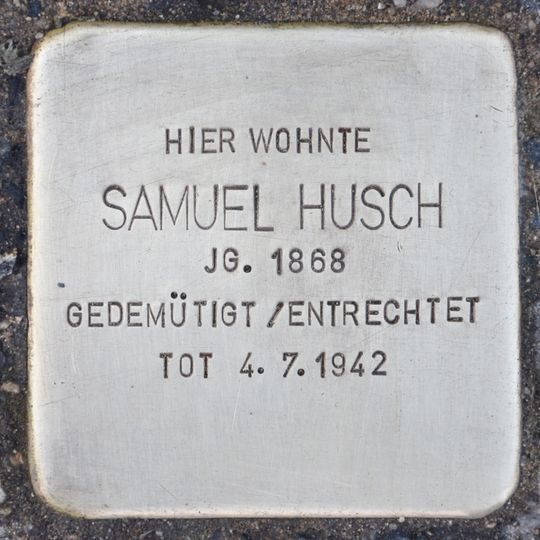 HIER WOHNTE
SAMUEL HUSCH
JG. 1868
GEDEMÜTIGT / ENTRECHTET
TOT 4. 7. 1942